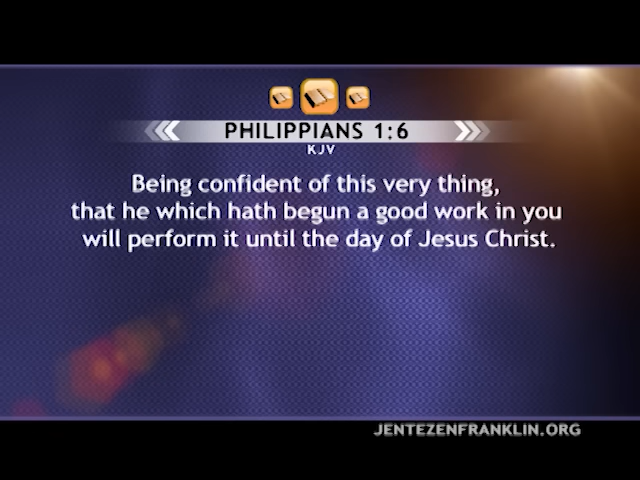 PHILIPPIANS 1:6
KJV
Being confident of this very thing,
that he which hath begun a good work in you
will perform it until the day of Jesus Christ.
JENTEZENFRANKLIN.ORG